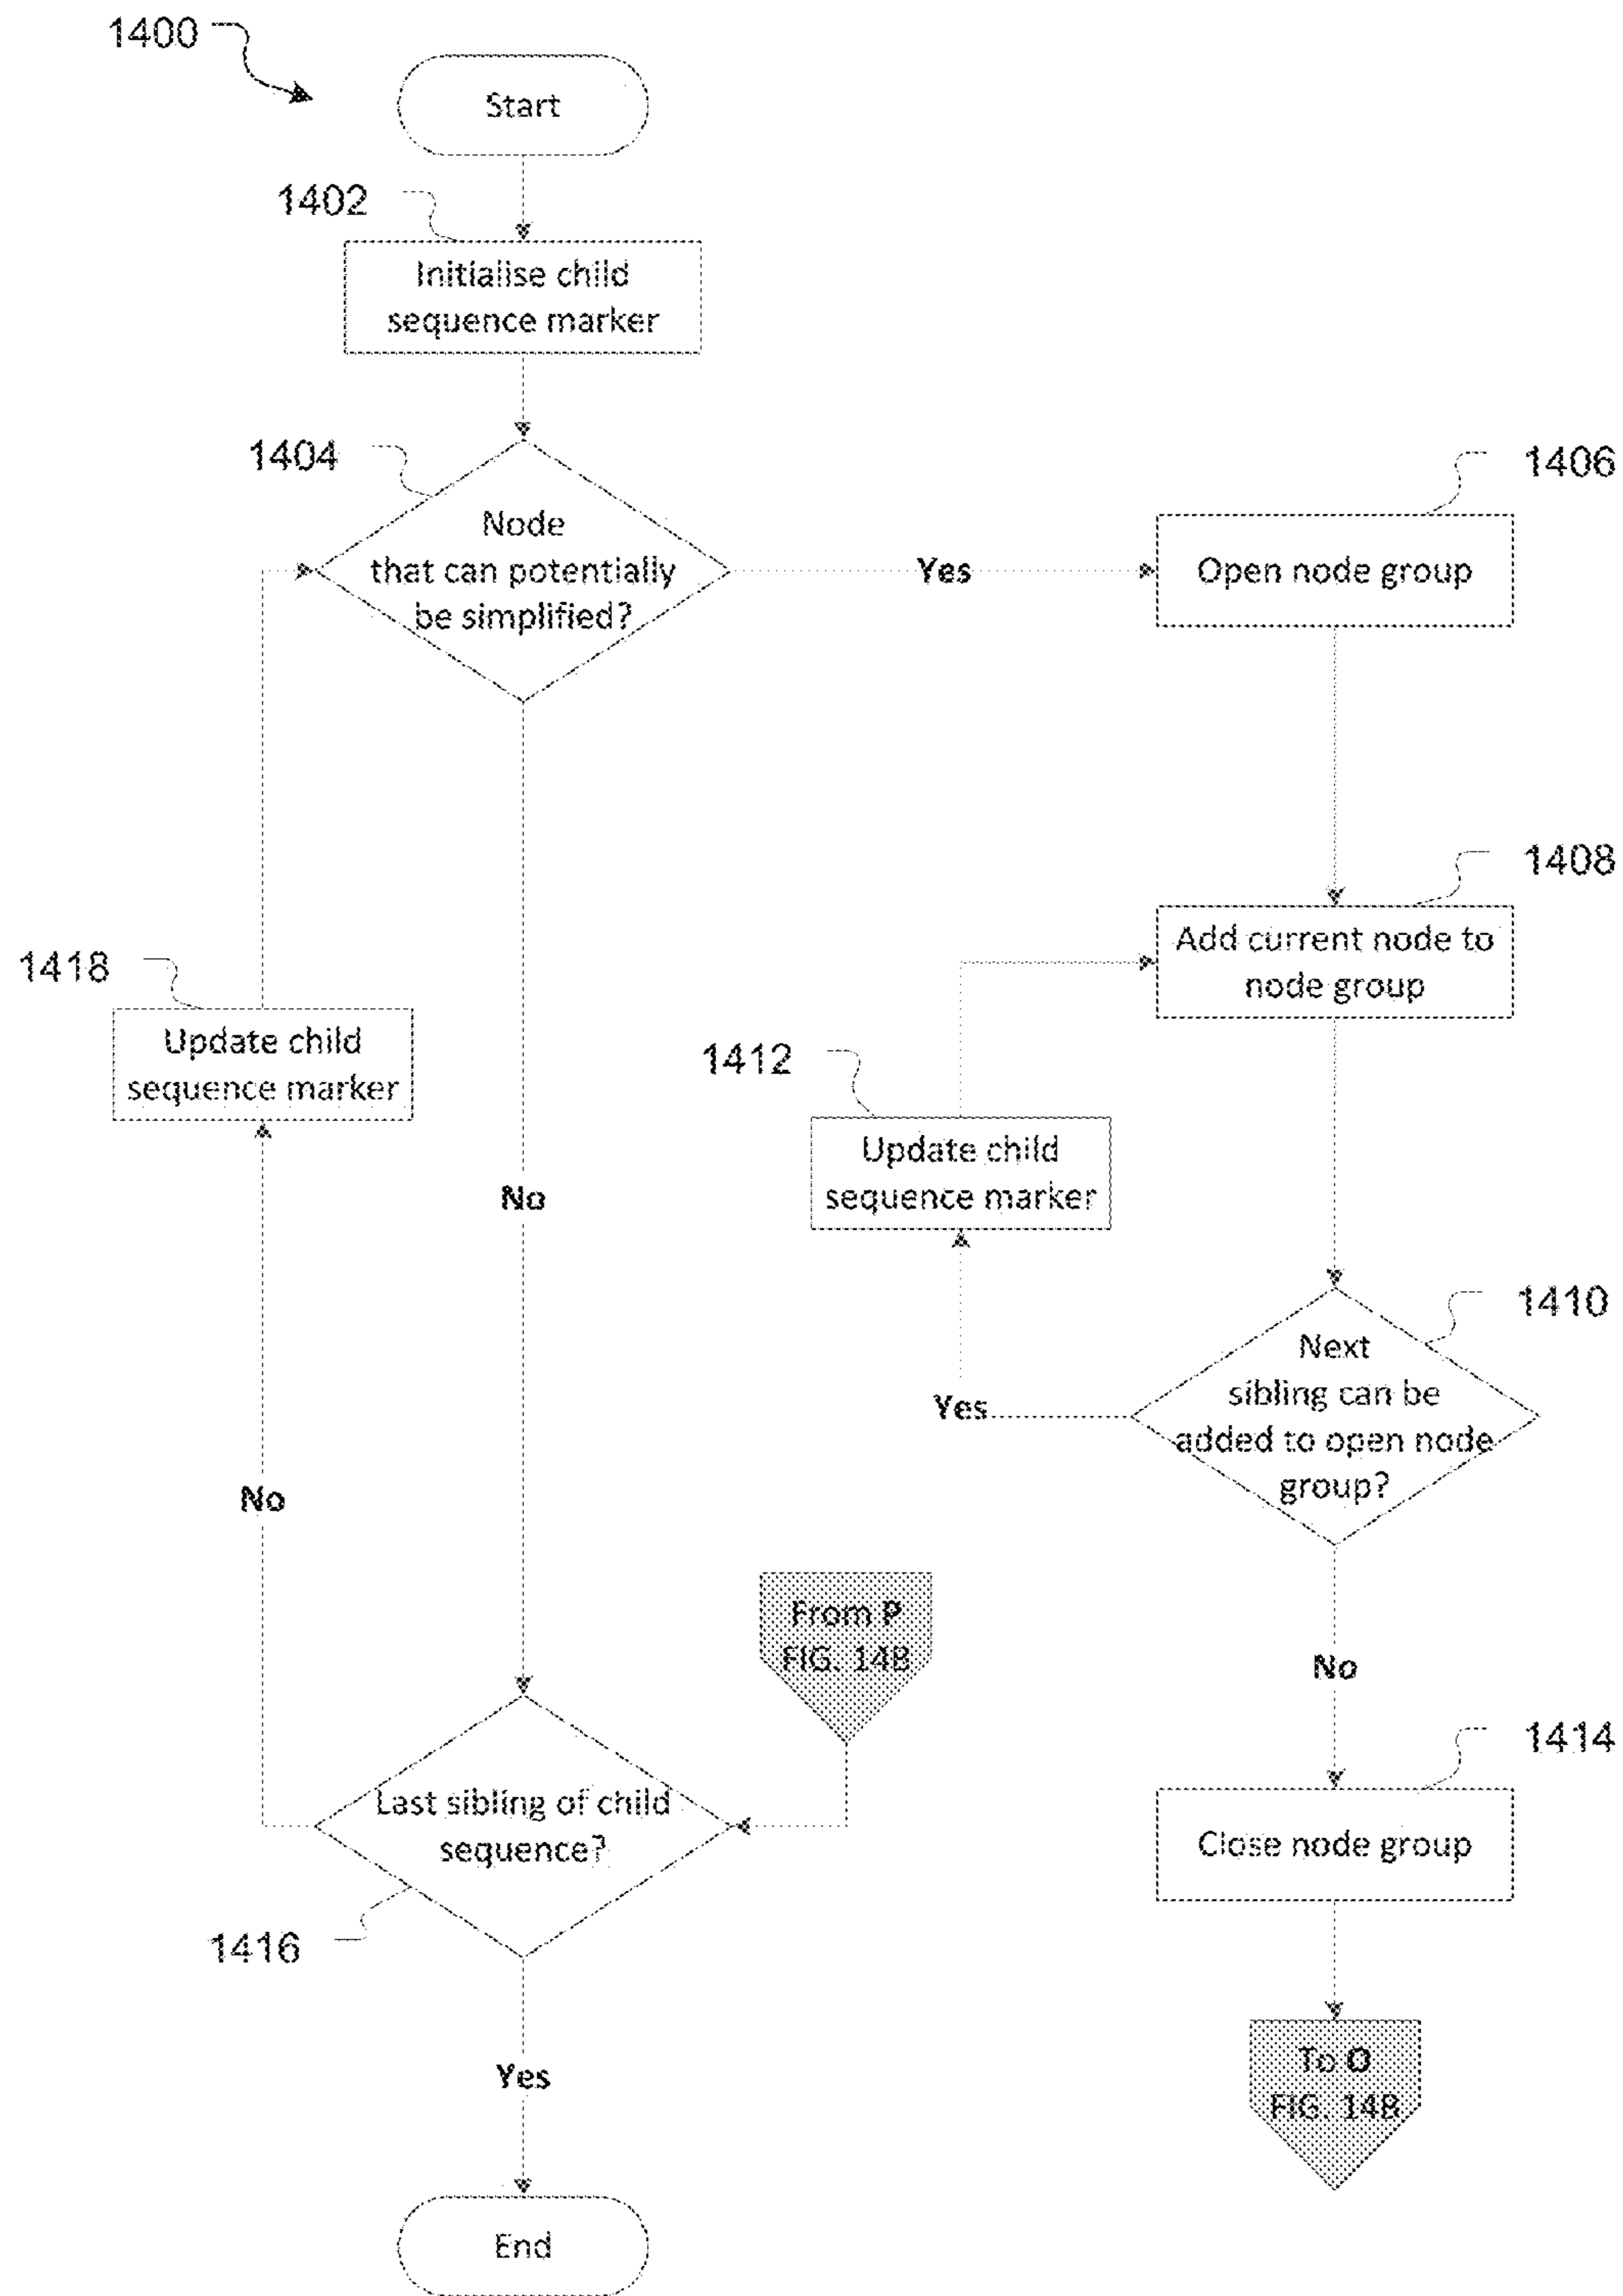 1400
Start
1402
Initialise child
sequence marker
1404
Node
that can potentially
be simplified?
Yes
1406
Open node group
1408
Add current node to
node group
1418
Update child
sequence marker
1412
Update child
sequence marker
No
1410
Next
sibling can be
added to open node
group?
Yes
No
From P
FIG. 14B
No
1414
Close node group
Last sibling of child
sequence?
1416
Yes
To O
FIG. 14B
End